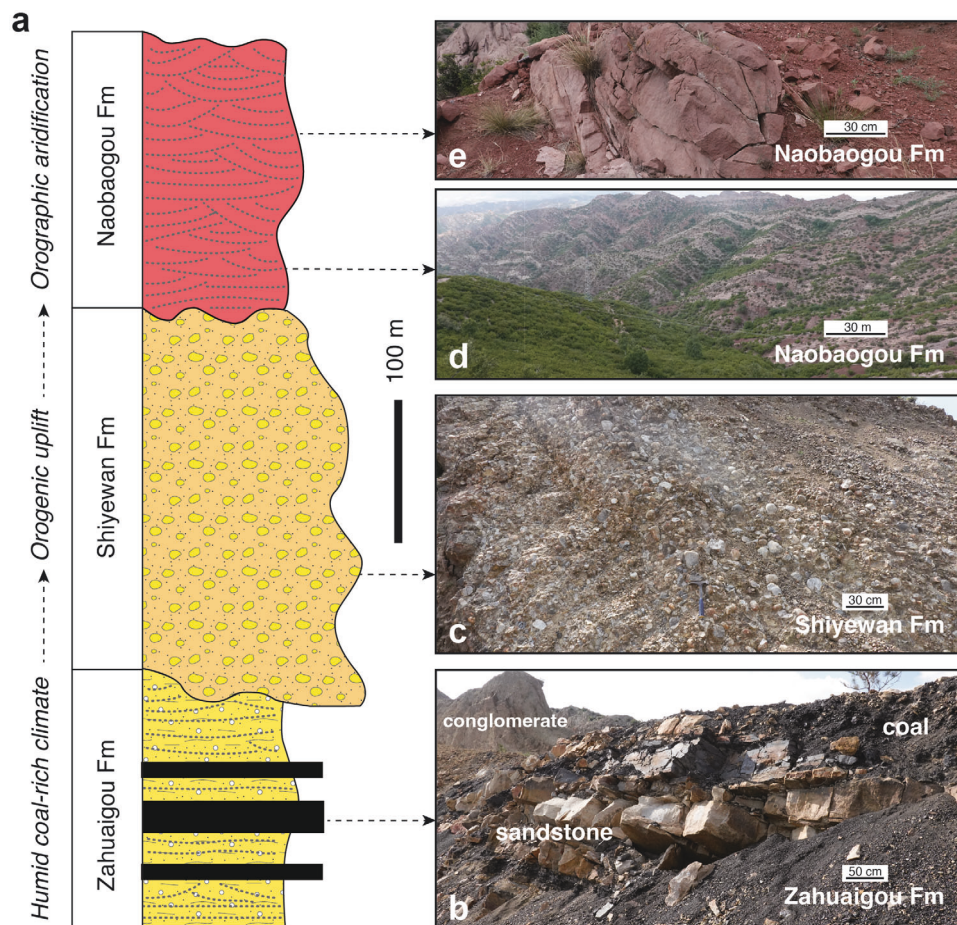 a
Orographic aridification
Orogenic uplift
Humid coal-rich climate
Naobaogou Fm
Shiyewan Fm
Zahuaigou Fm
100 m
30 cm
Naobaogou Fm
e
30 m
Naobaogou Fm
d
30 cm
Shiyewan Fm
c
conglomerate
coal
sandstone
50 cm
Zahuaigou Fm
b